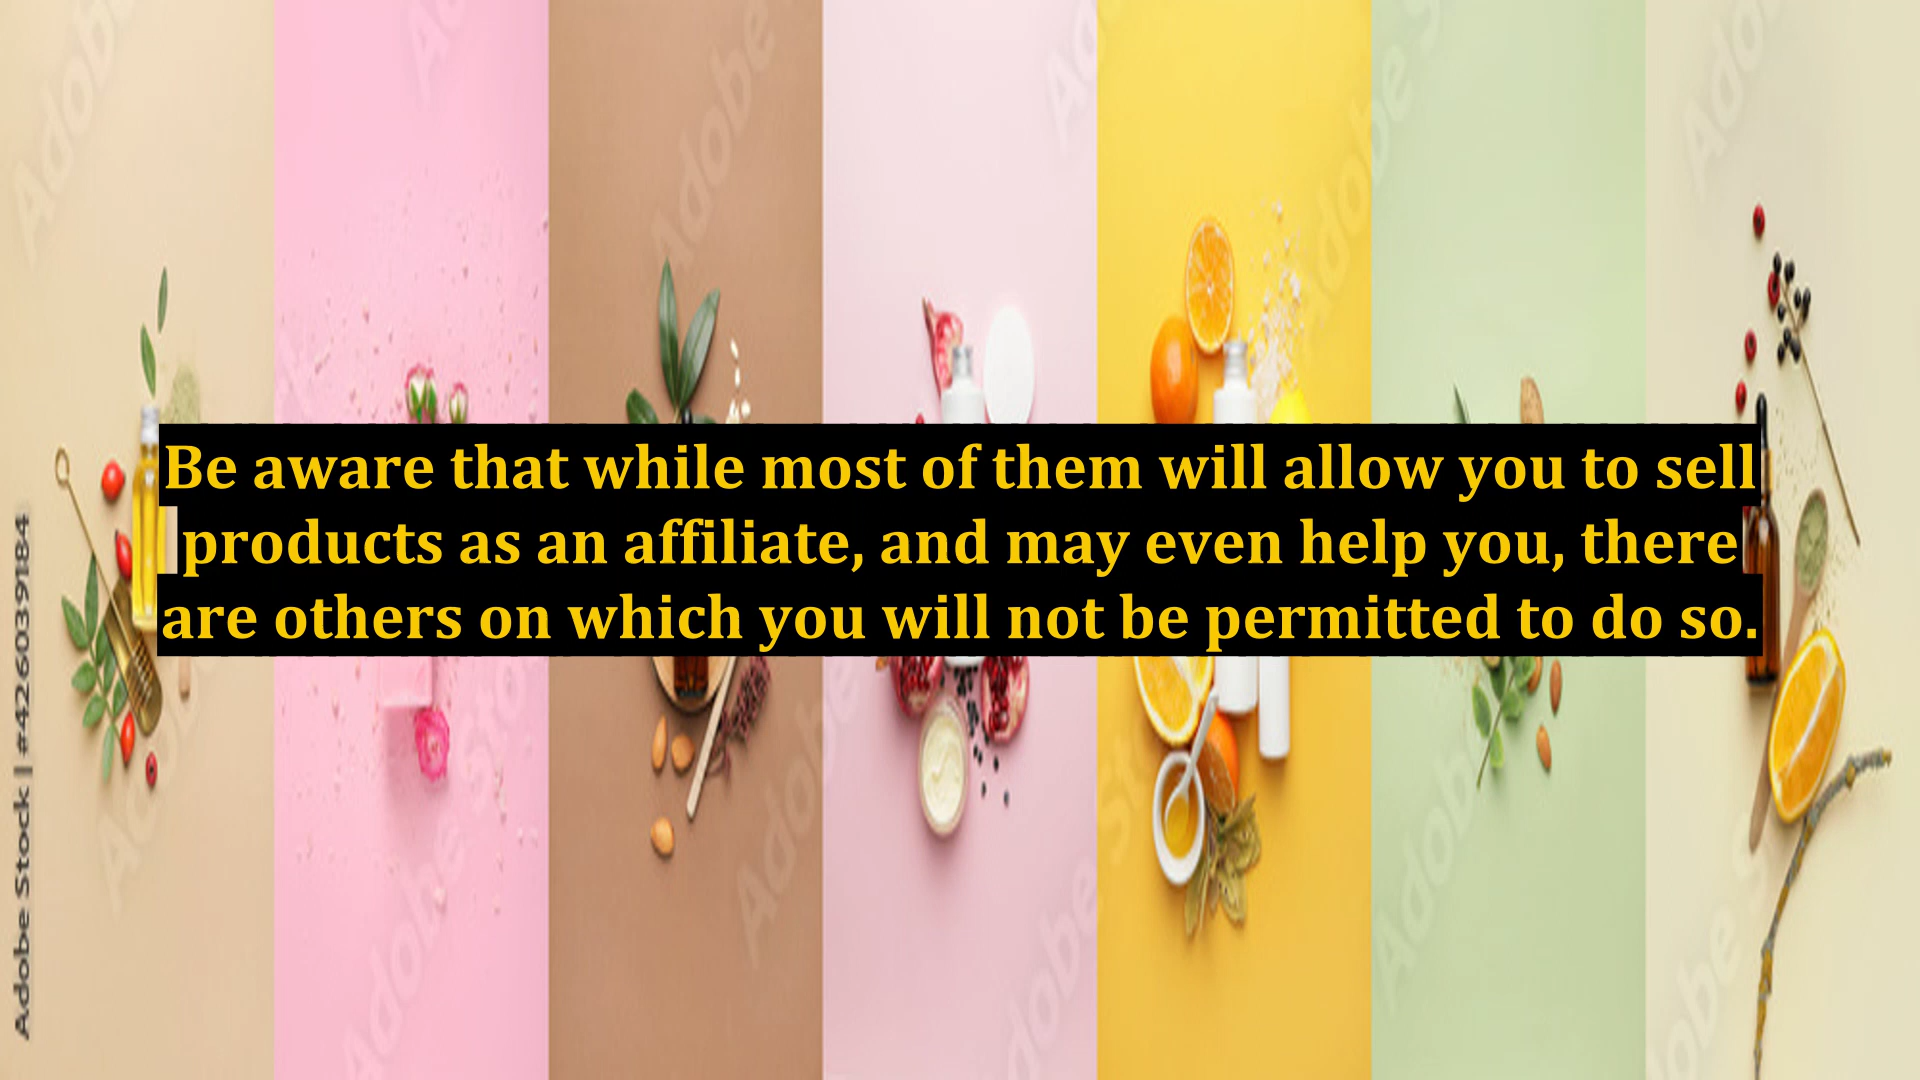 Be aware that while most of them will allow you to sell
products as an affiliate, and may even help you, there
are others on which you will not be permitted to do so.
Adobe Stock | #426039184